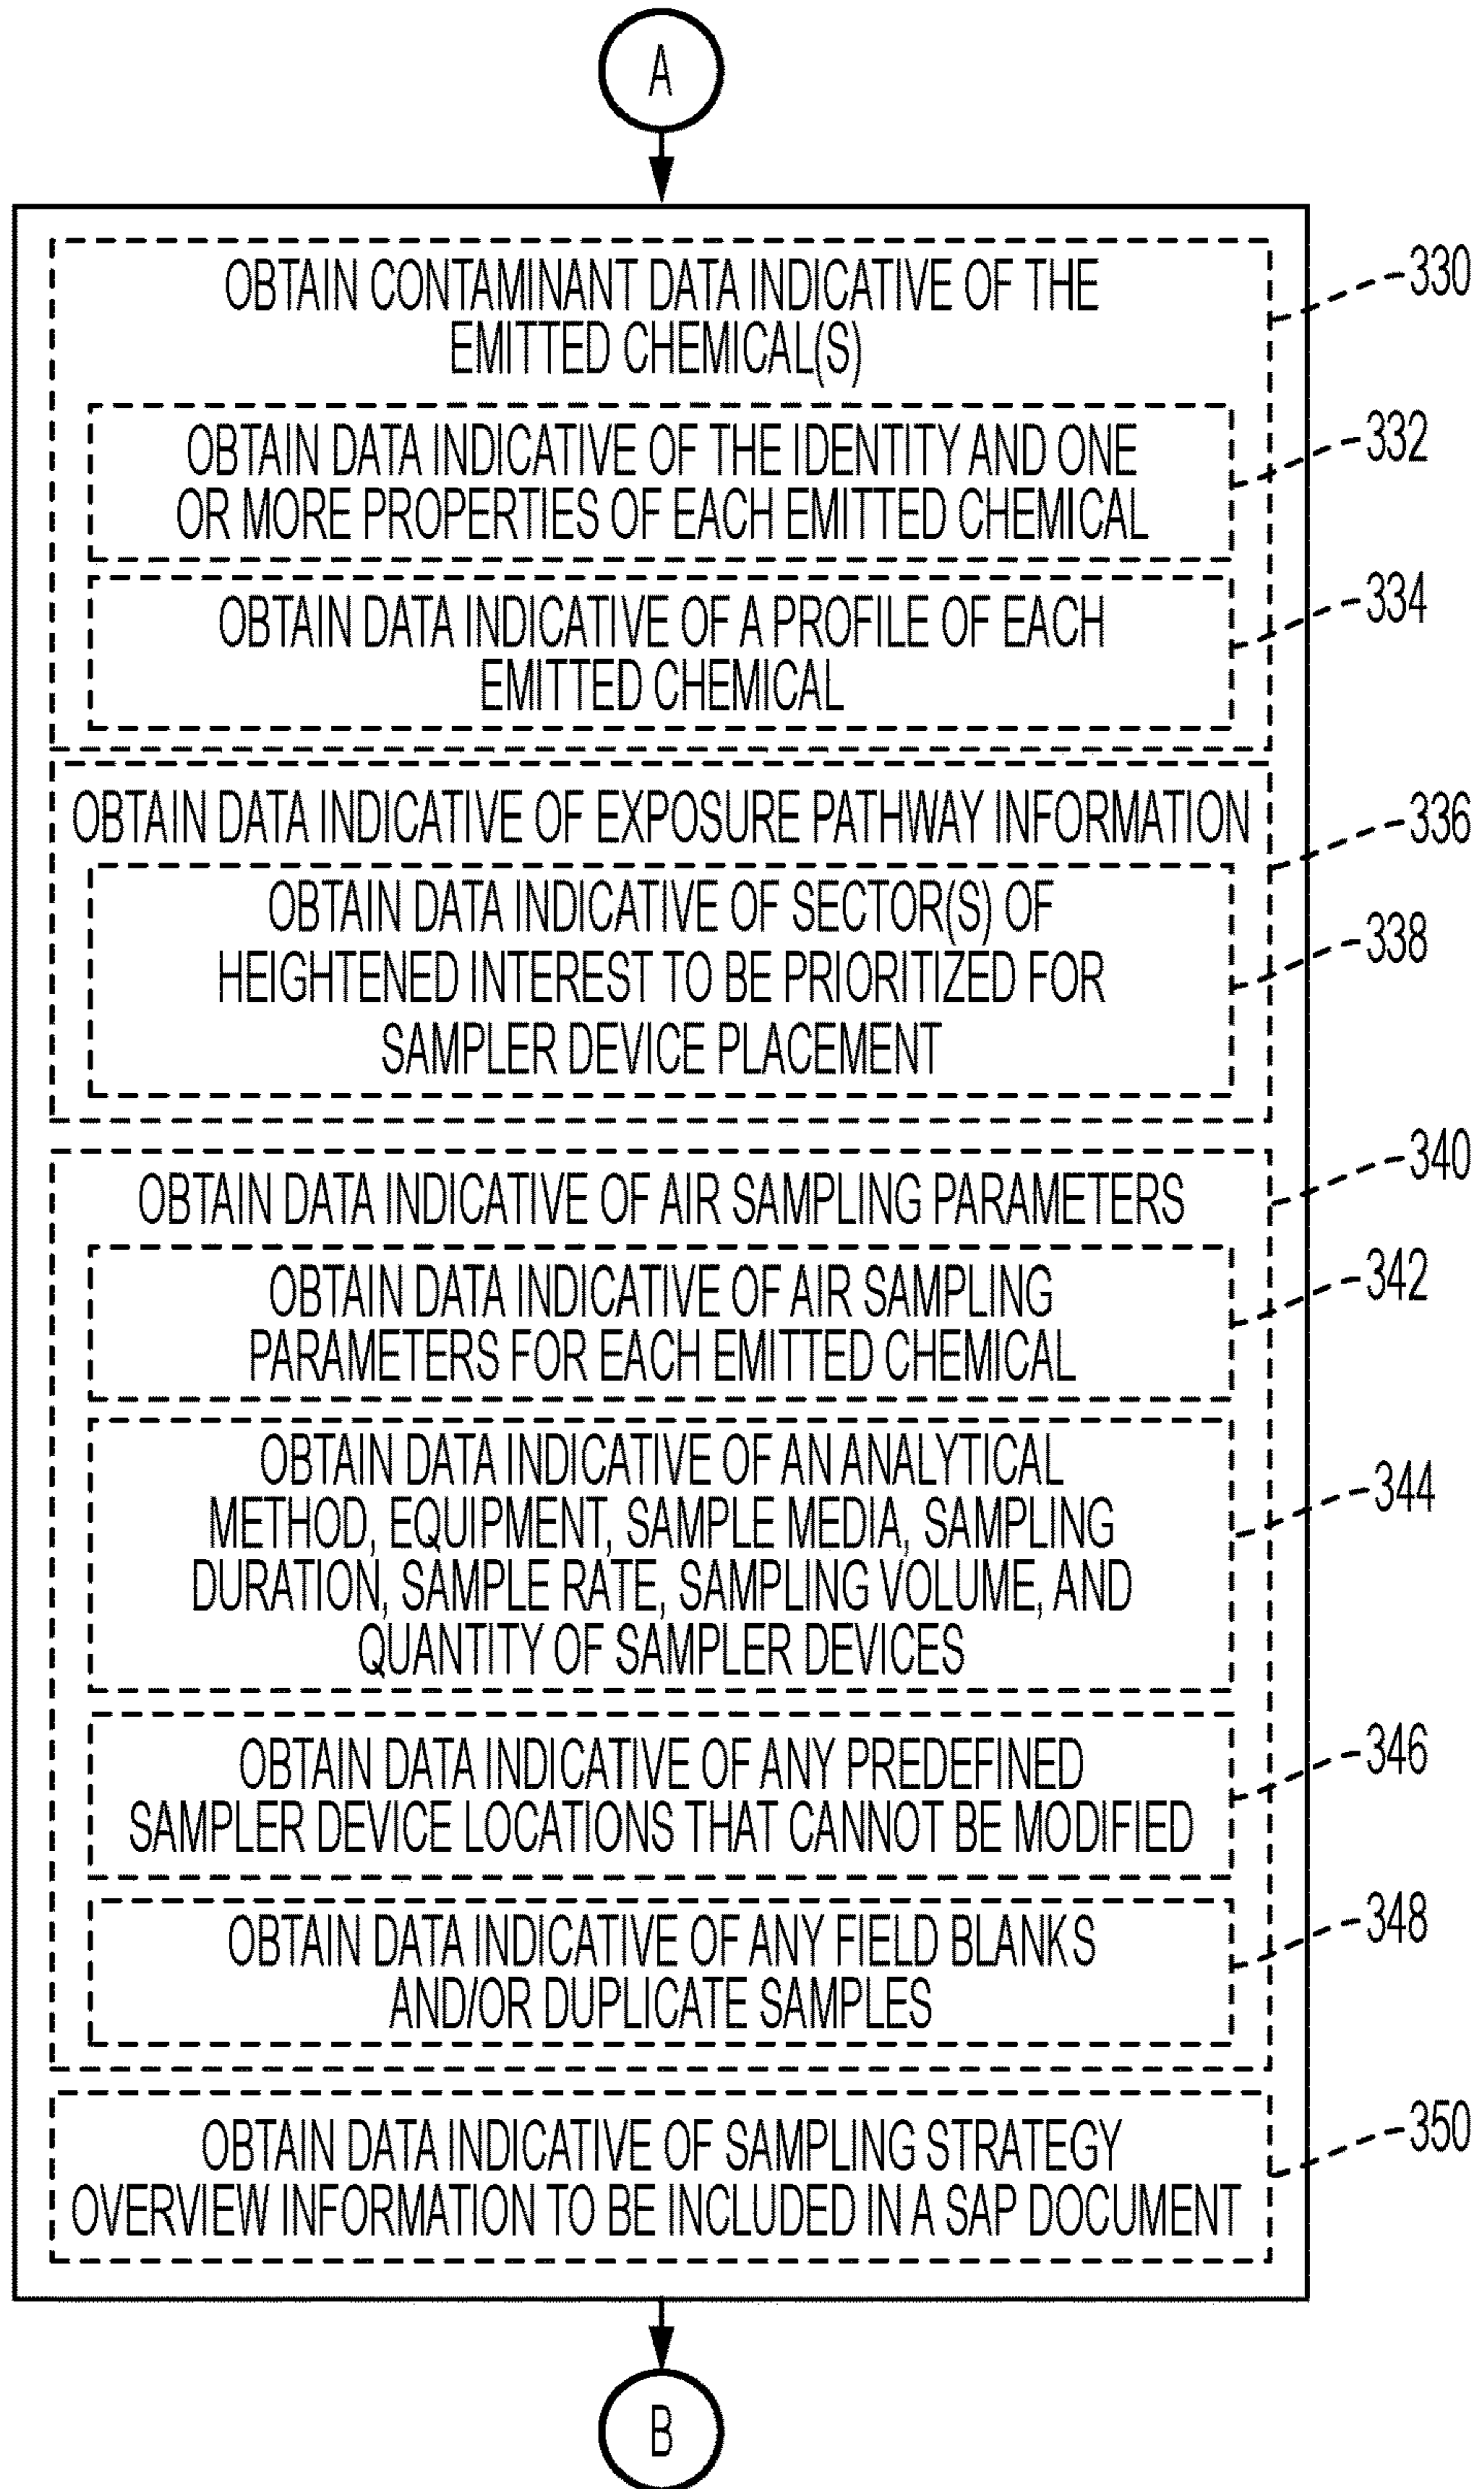 A
OBTAIN CONTAMINANT DATA INDICATIVE OF THE
EMITTED CHEMICAL(S)
330
OBTAIN DATA INDICATIVE OF THE IDENTITY AND ONE
OR MORE PROPERTIES OF EACH EMITTED CHEMICAL
332
OBTAIN DATA INDICATIVE OF A PROFILE OF EACH
EMITTED CHEMICAL
334
OBTAIN DATA INDICATIVE OF EXPOSURE PATHWAY INFORMATION
336
OBTAIN DATA INDICATIVE OF SECTOR(S) OF
HEIGHTENED INTEREST TO BE PRIORITIZED FOR
SAMPLER DEVICE PLACEMENT
338
OBTAIN DATA INDICATIVE OF AIR SAMPLING PARAMETERS
340
OBTAIN DATA INDICATIVE OF AIR SAMPLING
PARAMETERS FOR EACH EMITTED CHEMICAL
342
OBTAIN DATA INDICATIVE OF AN ANALYTICAL
METHOD, EQUIPMENT, SAMPLE MEDIA, SAMPLING
DURATION, SAMPLE RATE, SAMPLING VOLUME, AND
QUANTITY OF SAMPLER DEVICES
344
OBTAIN DATA INDICATIVE OF ANY PREDEFINED
SAMPLER DEVICE LOCATIONS THAT CANNOT BE MODIFIED
346
OBTAIN DATA INDICATIVE OF ANY FIELD BLANKS
AND/OR DUPLICATE SAMPLES
348
OBTAIN DATA INDICATIVE OF SAMPLING STRATEGY
OVERVIEW INFORMATION TO BE INCLUDED IN A SAP DOCUMENT
350
B